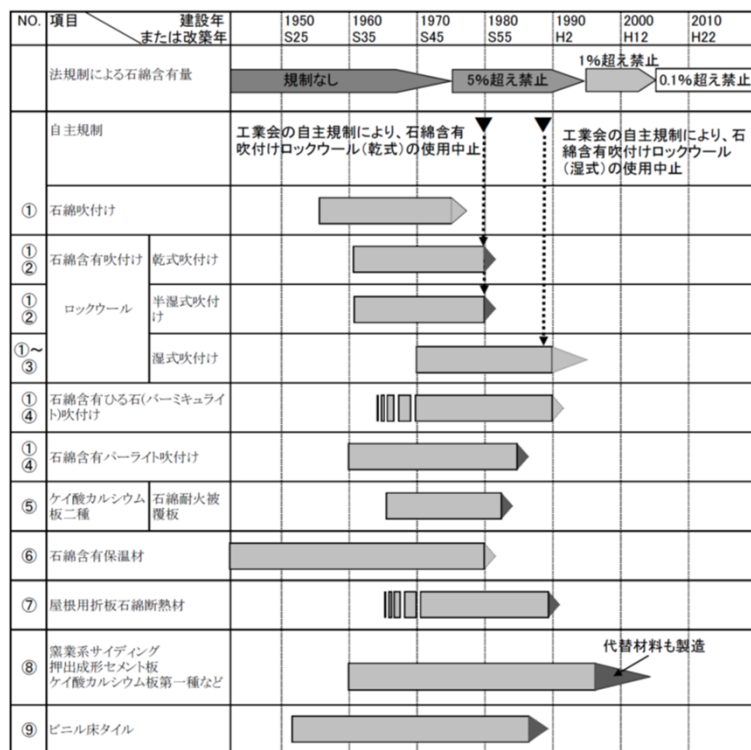 NO.
項目
建設年
または改築年
1950
S25
1960
S35
1970
S45
1980
S55
1990
H2
2000
H12
2010
H22
法規制による石綿含有量
規制なし
5%超え禁止
1%超え禁止
0.1%超え禁止
自主規制
工業会の自主規制により、石綿含有
吹付けロックウール(乾式)の使用中止
工業会の自主規制により、石
綿含有吹付けロックウール
(湿式)の使用中止
①
石綿吹付け
①
②
石綿含有吹付け
乾式吹付け
①
②
ロックウール
半湿式吹付
け
①~
③
湿式吹付け
①
④
石綿含有ひる石(バーミキュライ
ト)吹付け
①
④
石綿含有パーライト吹付け
⑤
ケイ酸カルシウム
板二種
石綿耐火被
覆板
⑥
石綿含有保温材
⑦
屋根用折板石綿断熱材
⑧
窯業系サイディング
押出成形セメント板
ケイ酸カルシウム板第一種など
代替材料も製造
⑨
ビニル床タイル